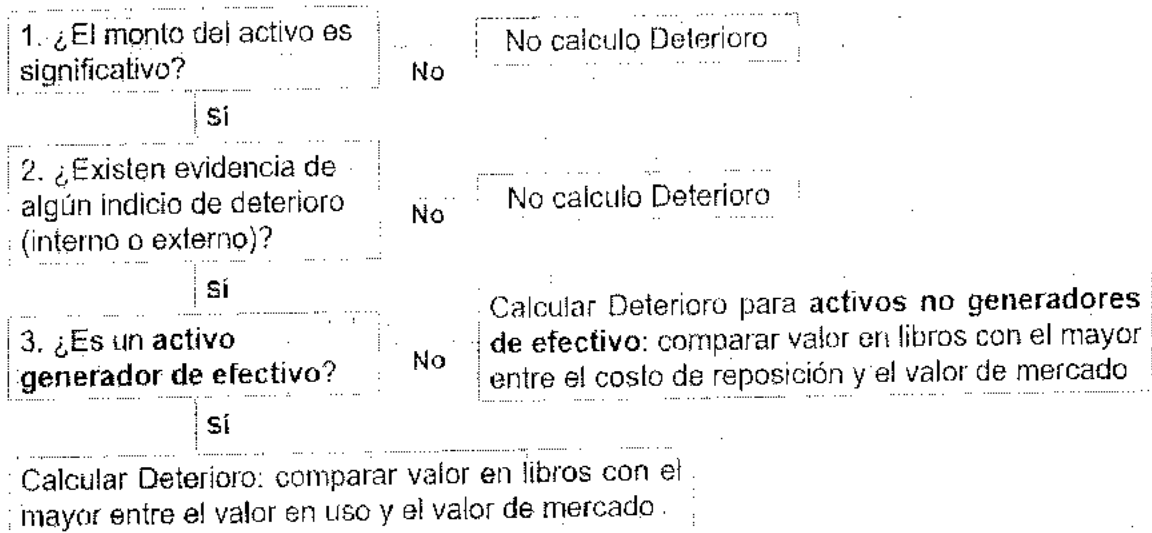 1. ¿El monto del activo es
significativo?
No
No calculo Deterioro
Sí
2. ¿Existen evidencia de
algún indicio de deterioro
(interno o externo)?
No
No calculo Deterioro
Sí
3. ¿Es un activo
generador de efectivo?
No
Calcular Deterioro para activos no generadores
de efectivo: comparar valor en libros con el mayor
entre el costo de reposición y el valor de mercado
Sí
Calcular Deterioro: comparar valor en libros con el
mayor entre el valor en uso y el valor de mercado